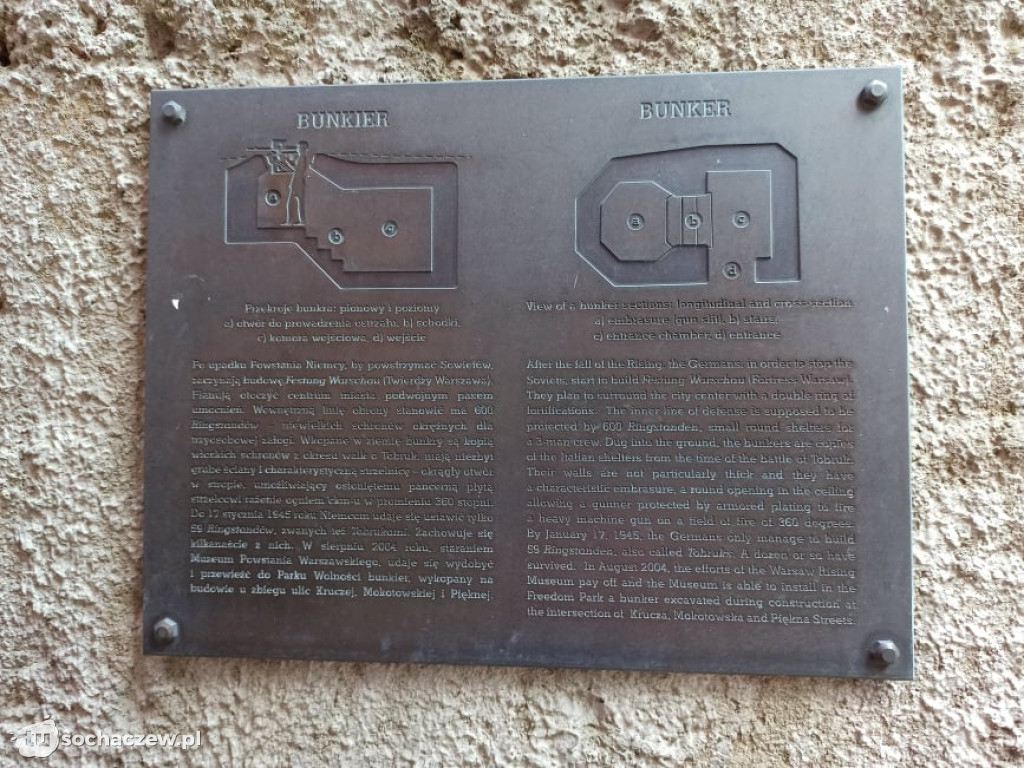 BUNKIER
a
b
c
Przekroje bunkra: pionowy i poziomy
a) otwór do prowadzenia ostrzału, b) schodki,
c) komora wejściowa, d) wejście
Po upadku Powstania Niemcy, by powstrzymać Sowietów,
zaczynają budowę Festung Warschau (Twierdzy Warszawa).
Planują otoczyć centrum miasta podwójnym pasem
umocnień. Wewnętrzną linię obrony stanowić ma 600
Ringstandów – niewielkich schronów okrężnych dla
trzyosobowej załogi. Wkopane w ziemię bunkry są kopią
włoskich schronów z okresu walk o Tobruk, mają niezbyt
grube ściany i charakterystyczną strzelnicę – okrągły otwór
w stropie, umożliwiający osłoniętemu pancerną płytą
strzelcowi rażenie ogniem ckm-u w promieniu 360 stopni.
Do 17 stycznia 1945 roku Niemcom udaje się ustawić tylko
59 Ringstandów, zwanych też Tobrukami. Zachowuje się
kilkanaście z nich. W sierpniu 2004 roku, staraniem
Muzeum Powstania Warszawskiego, udaje się wydobyć
i przewieźć do Parku Wolności bunkier, wykopany na
budowie u zbiegu ulic Kruczej, Mokotowskiej i Pięknej.
BUNKER
a
b
c
d
View of a bunker sections: longitudinal and cross-section
a) embrasure (gun slit), b) stairs,
c) entrance chamber, d) entrance
After the fall of the Rising, the Germans, in order to stop the
Soviets, start to build Festung Warschau (Fortress Warsaw).
They plan to surround the city center with a double ring of
fortifications. The inner line of defense is supposed to be
protected by 600 Ringstanden, small round shelters for
a 3-man crew. Dug into the ground, the bunkers are copies
of the Italian shelters from the time of the battle of Tobruk.
Their walls are not particularly thick and they have
a characteristic embrasure, a round opening in the ceiling
allowing a gunner protected by armored plating to fire
a heavy machine gun on a field of fire of 360 degrees.
By January 17, 1945, the Germans only manage to build
59 Ringstanden, also called Tobruks. A dozen or so have
survived. In August 2004, the efforts of the Warsaw Rising
Museum pay off and the Museum is able to install in the
Freedom Park a bunker excavated during construction at
the intersection of Krucza, Mokotowska and Piękna Streets.
tu sochaczew.pl